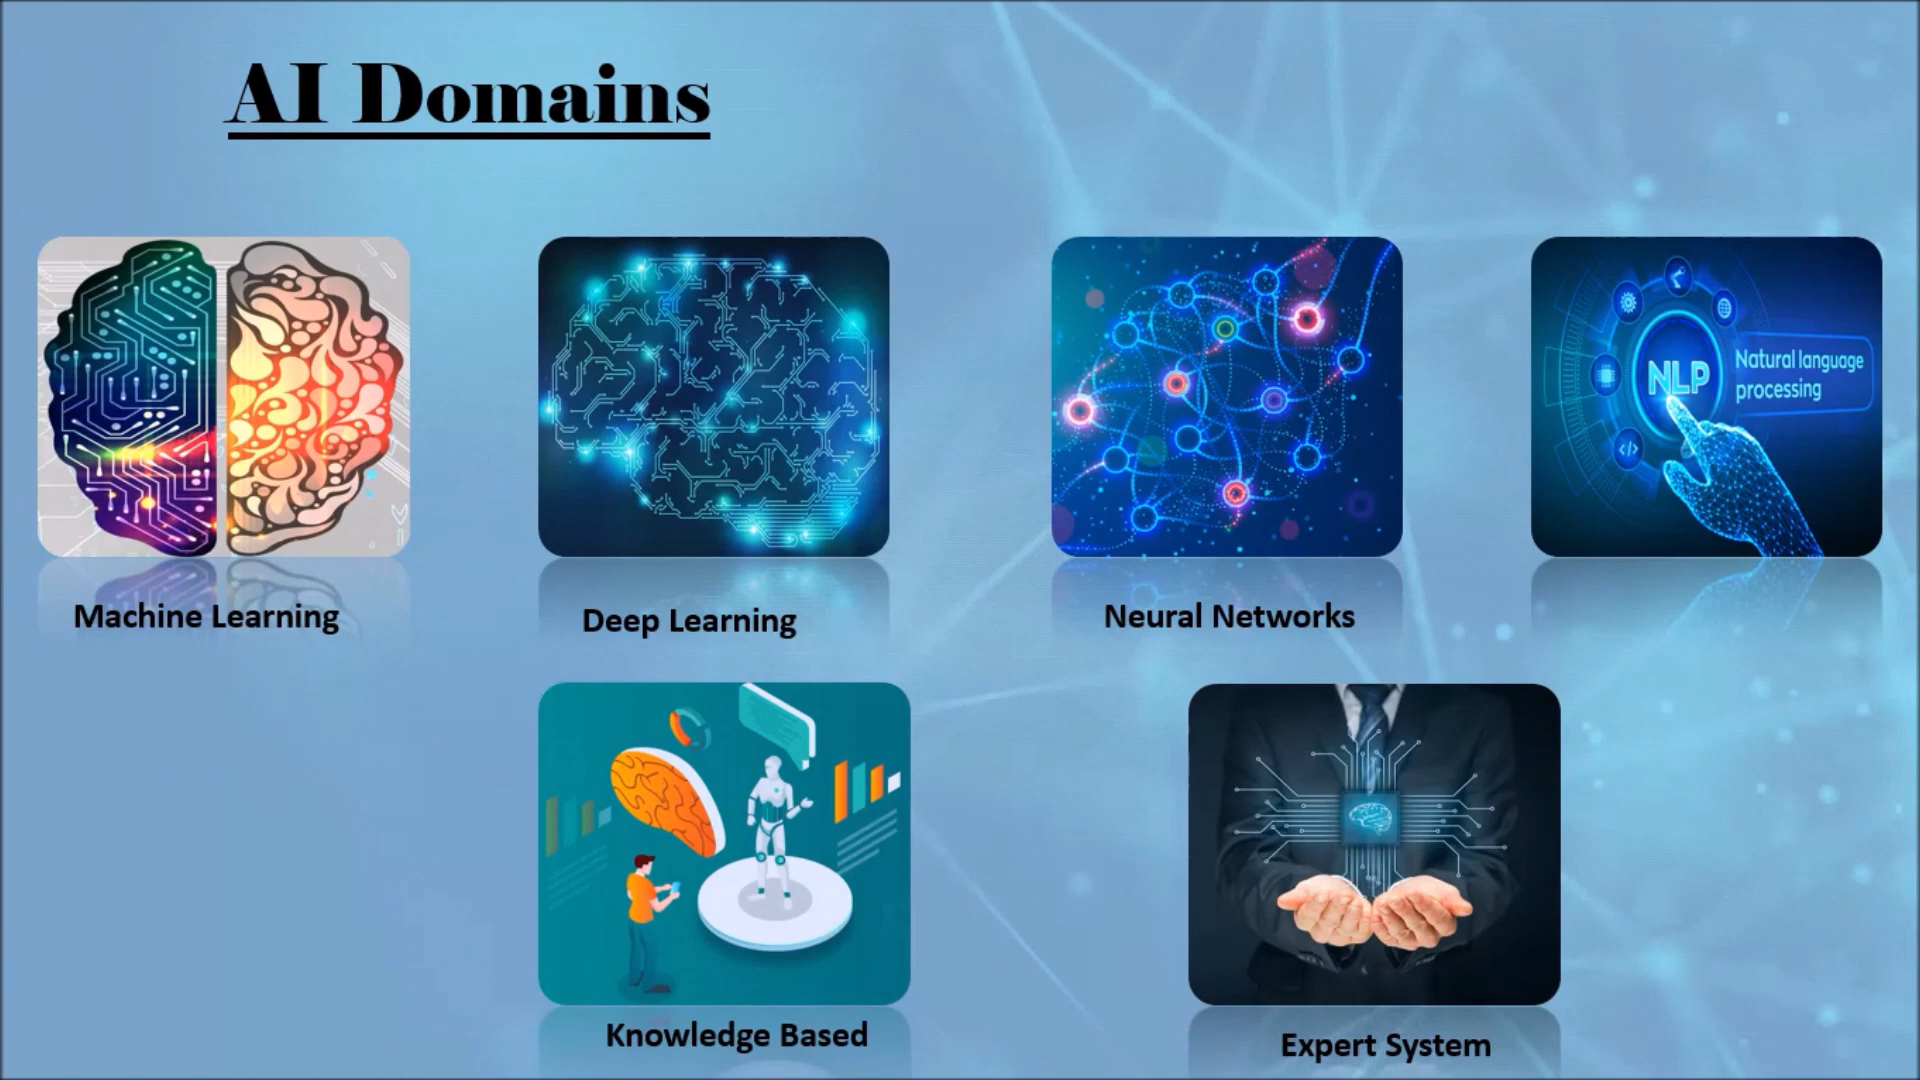 AI Domains
NLP
Natural language
processing
Machine Learning
Deep Learning
Neural Networks
Knowledge Based
Expert System